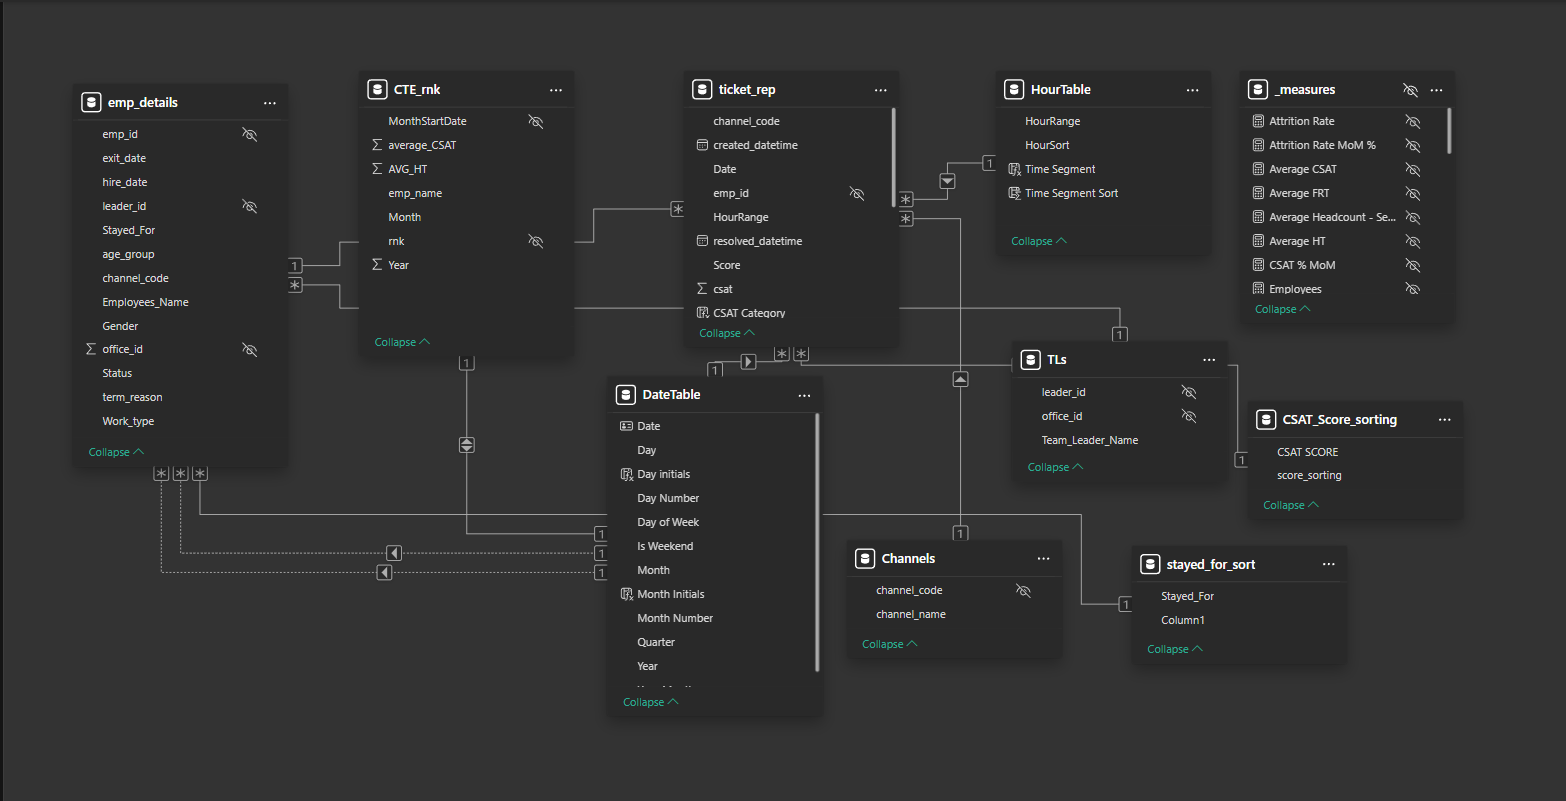 emp_details
emp_id
exit_date
hire_date
leader_id
Stayed_For
age_group
channel_code
Employees_Name
Gender
office_id
Status
term_reason
Work_type
Collapse
1
*
*
*
*
CTE_rnk
MonthStartDate
average_CSAT
AVG_HT
emp_name
Month
rnk
Year
Collapse
1
ticket_rep
channel_code
created_datetime
Date
emp_id
HourRange
resolved_datetime
Score
csat
CSAT Category
Collapse
*
*
*
*
*
HourTable
HourRange
HourSort
Time Segment
Time Segment Sort
Collapse
1
_measures
Attrition Rate
Attrition Rate MoM %
Average CSAT
Average FRT
Average Headcount - Se...
Average HT
CSAT % MoM
Employees
Collapse
DateTable
Date
Day
Day initials
Day Number
Day of Week
Is Weekend
Month
Month Initials
Month Number
Quarter
Year
Collapse
1
1
1
1
TLs
leader_id
office_id
Team_Leader_Name
Collapse
1
CSAT_Score_sorting
CSAT SCORE
score_sorting
Collapse
1
Channels
channel_code
channel_name
Collapse
1
stayed_for_sort
Stayed_For
Column1
Collapse
1